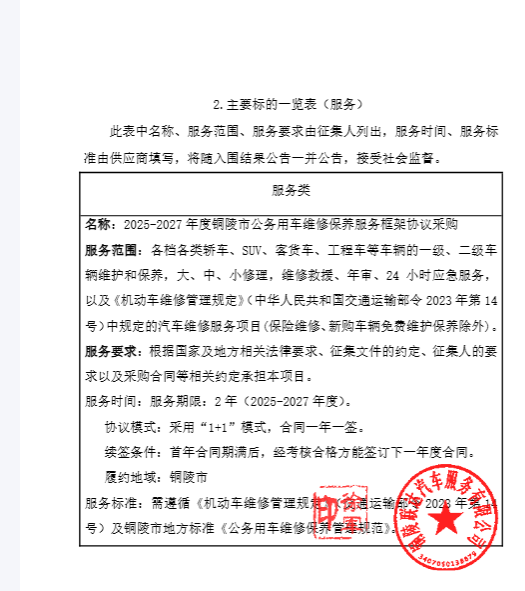 2.主要标的一览表（服务）
此表中名称、服务范围、服务要求由征集人列出，服务时间、服务标
准由供应商填写，将随入围结果公告一并公告，接受社会监督。
服务类
名称：2025-2027 年度铜陵市公务用车维修保养服务框架协议采购
服务范围：各档各类轿车、SUV、客货车、工程车等车辆的一级、二级车
辆维护和保养，大、中、小修理，维修救援、年审、24 小时应急服务，
以及《机动车维修管理规定》（中华人民共和国交通运输部令 2023 年第 14
号）中规定的汽车维修服务项目(保险维修、新购车辆免费维护保养除外)。
服务要求：根据国家及地方相关法律要求、征集文件的约定、征集人的要
求以及采购合同等相关约定承担本项目。
服务时间：服务期限：2 年（2025-2027 年度）。
协议模式：采用“1+1”模式，合同一年一签。
续签条件：首年合同期满后，经考核合格方能签订下一年度合同。
履约地域：铜陵市
服务标准：需遵循《机动车维修管理规定》（交通运输部令 2023 年第 14
号）及铜陵市地方标准《公务用车维修保养管理规范》。
铜陵联达汽车服务有限公司